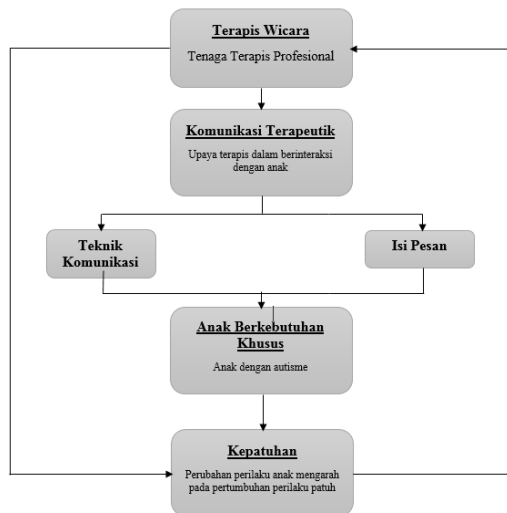 Terapis Wicara
Tenaga Terapis Profesional
Komunikasi Terapeutik
Upaya terapis dalam berinteraksi
dengan anak
Teknik
Komunikasi
Isi Pesan
Anak Berkebutuhan
Khusus
Anak dengan autisme
Kepatuhan
Perubahan perilaku anak mengarah
pada pertumbuhan perilaku patuh